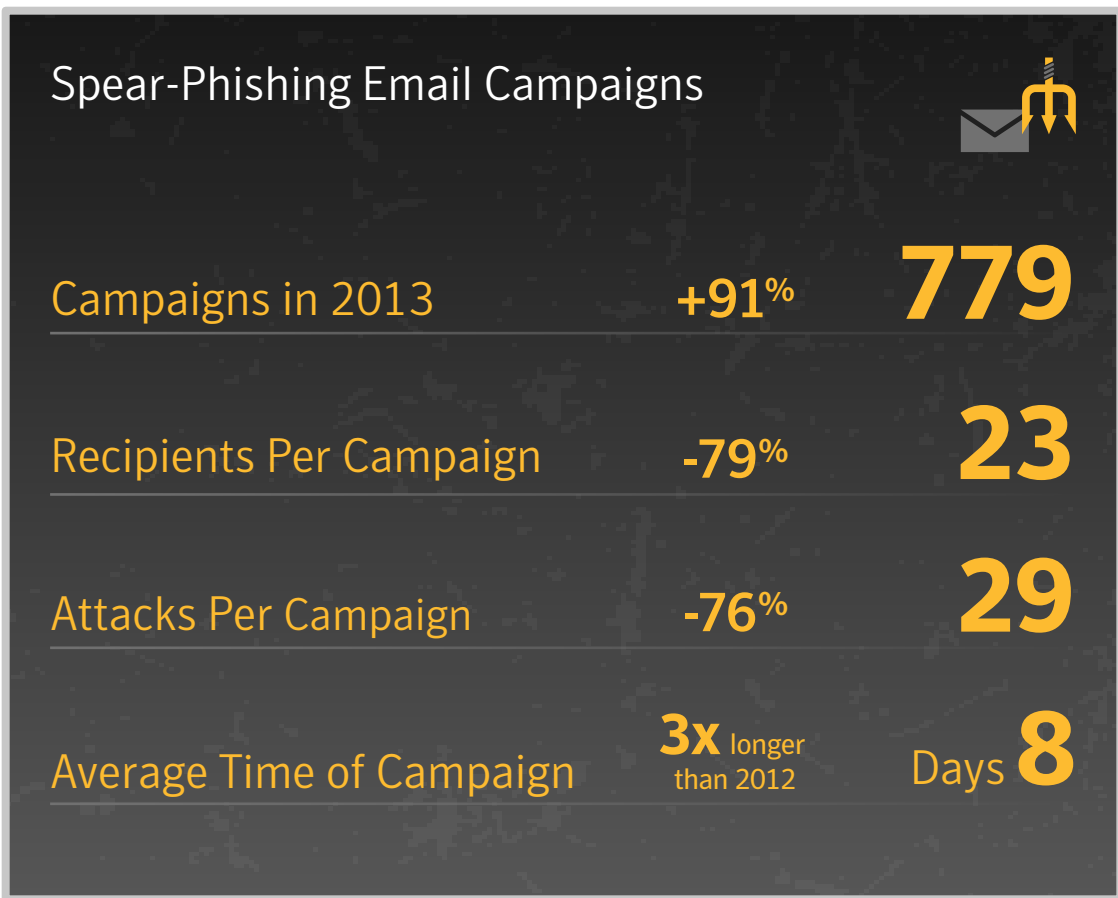 Spear-Phishing Email Campaigns
Campaigns in 2013 +91% 779
Recipients Per Campaign -79% 23
Attacks Per Campaign -76% 29
Average Time of Campaign 3x longer than 2012 Days 8